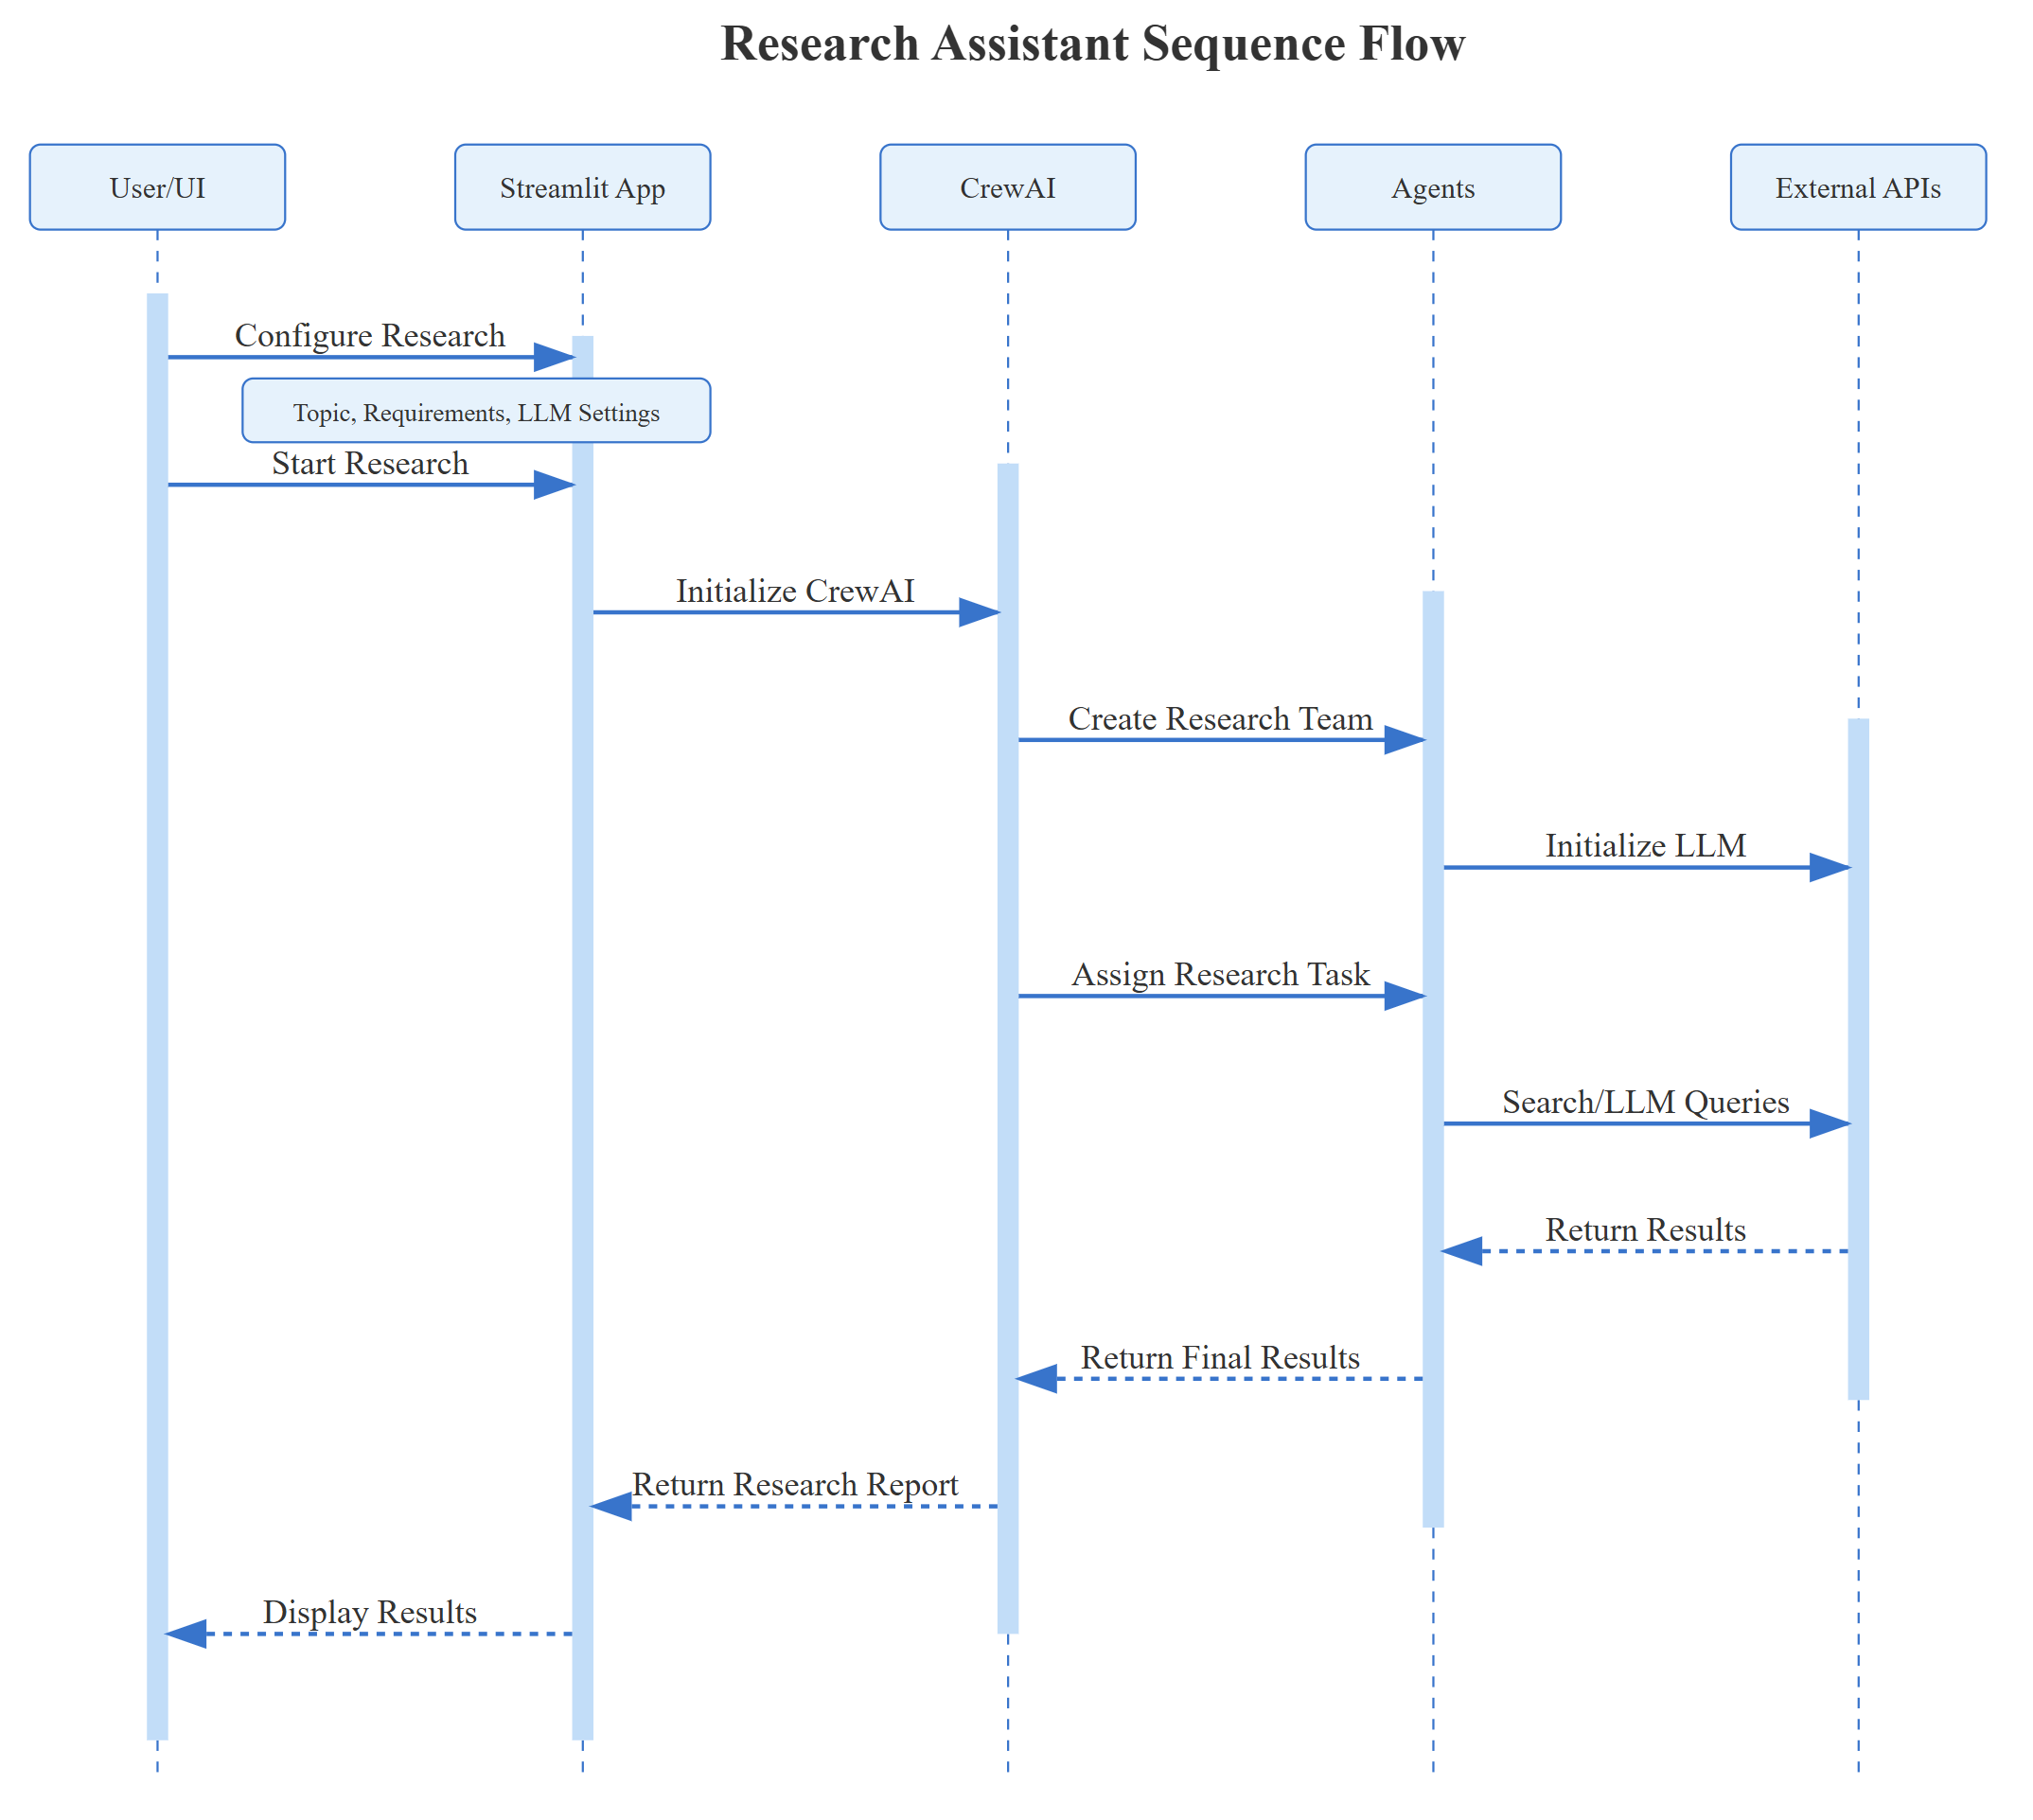 Research Assistant Sequence Flow
User/UI
Streamlit App
CrewAI
Agents
External APIs
Configure Research
Topic, Requirements, LLM Settings
Start Research
Initialize CrewAI
Create Research Team
Initialize LLM
Assign Research Task
Search/LLM Queries
Return Results
Return Final Results
Return Research Report
Display Results